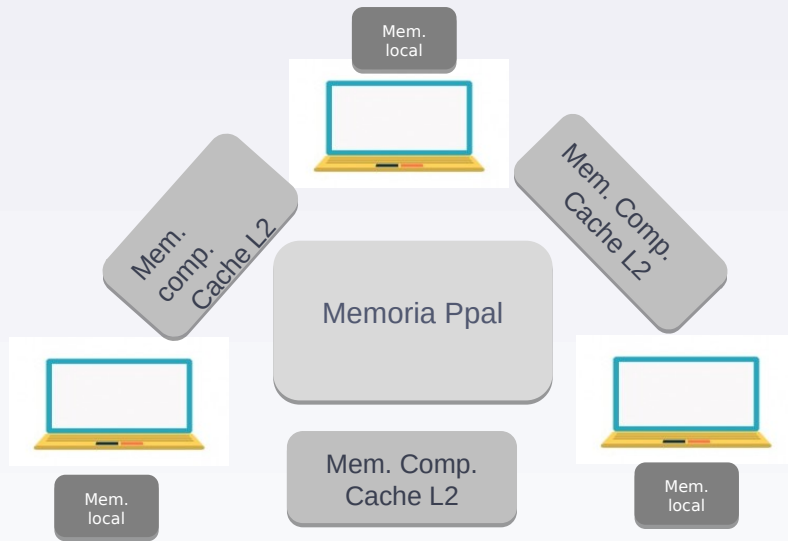 Mem.
local
Mem.
comp.
Cache L2
Mem. Comp.
Cache L2
Memoria Ppal
Mem. Comp.
Cache L2
Mem.
local
Mem.
local